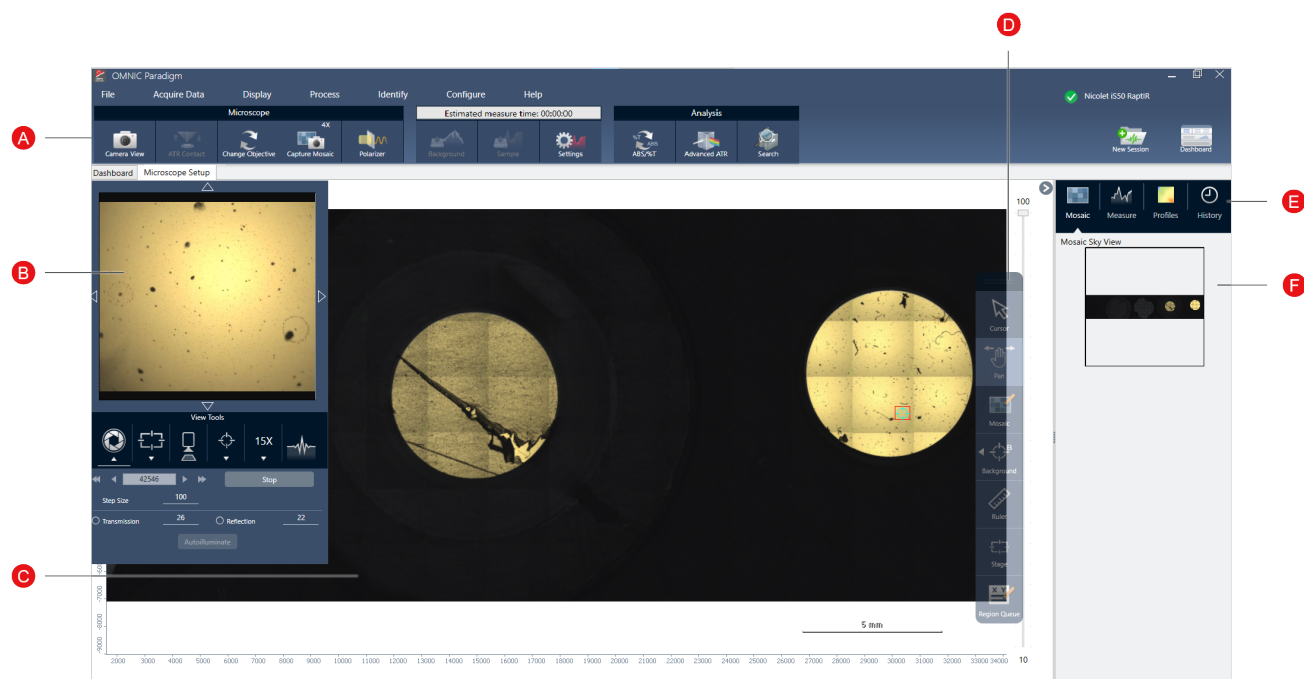 D
OMNIC Paradigm
File Acquire Data Display Process Identify Configure Help
Nicolet iS50 RaptIR
Microscope
Estimated measure time: 00:00:00
Analysis
A
4X
%T
ABS
Camera View
ATR Contact
Change Objective
Capture Mosaic
Polarizer
Background
Sample
Settings
ABS/%T
Advanced ATR
Search
New Session
Dashboard
Dashboard
Microscope Setup
100
Mosaic
Measure
Profiles
History
E
Mosaic Sky View
B
F
Cursor
Pan
Mosaic
B
Background
Ruler
Stage
X Y
Region Queue
View Tools
15X
42546
Stop
Step Size 100
Transmission 26
Reflection 22
Autoilluminate
C
-7000
-8000
-9000
5 mm
2000 3000 4000 5000 6000 7000 8000 9000 10000 11000 12000 13000 14000 15000 16000 17000 18000 19000 20000 21000 22000 23000 24000 25000 26000 27000 28000 29000 30000 31000 32000 33000 34000
10